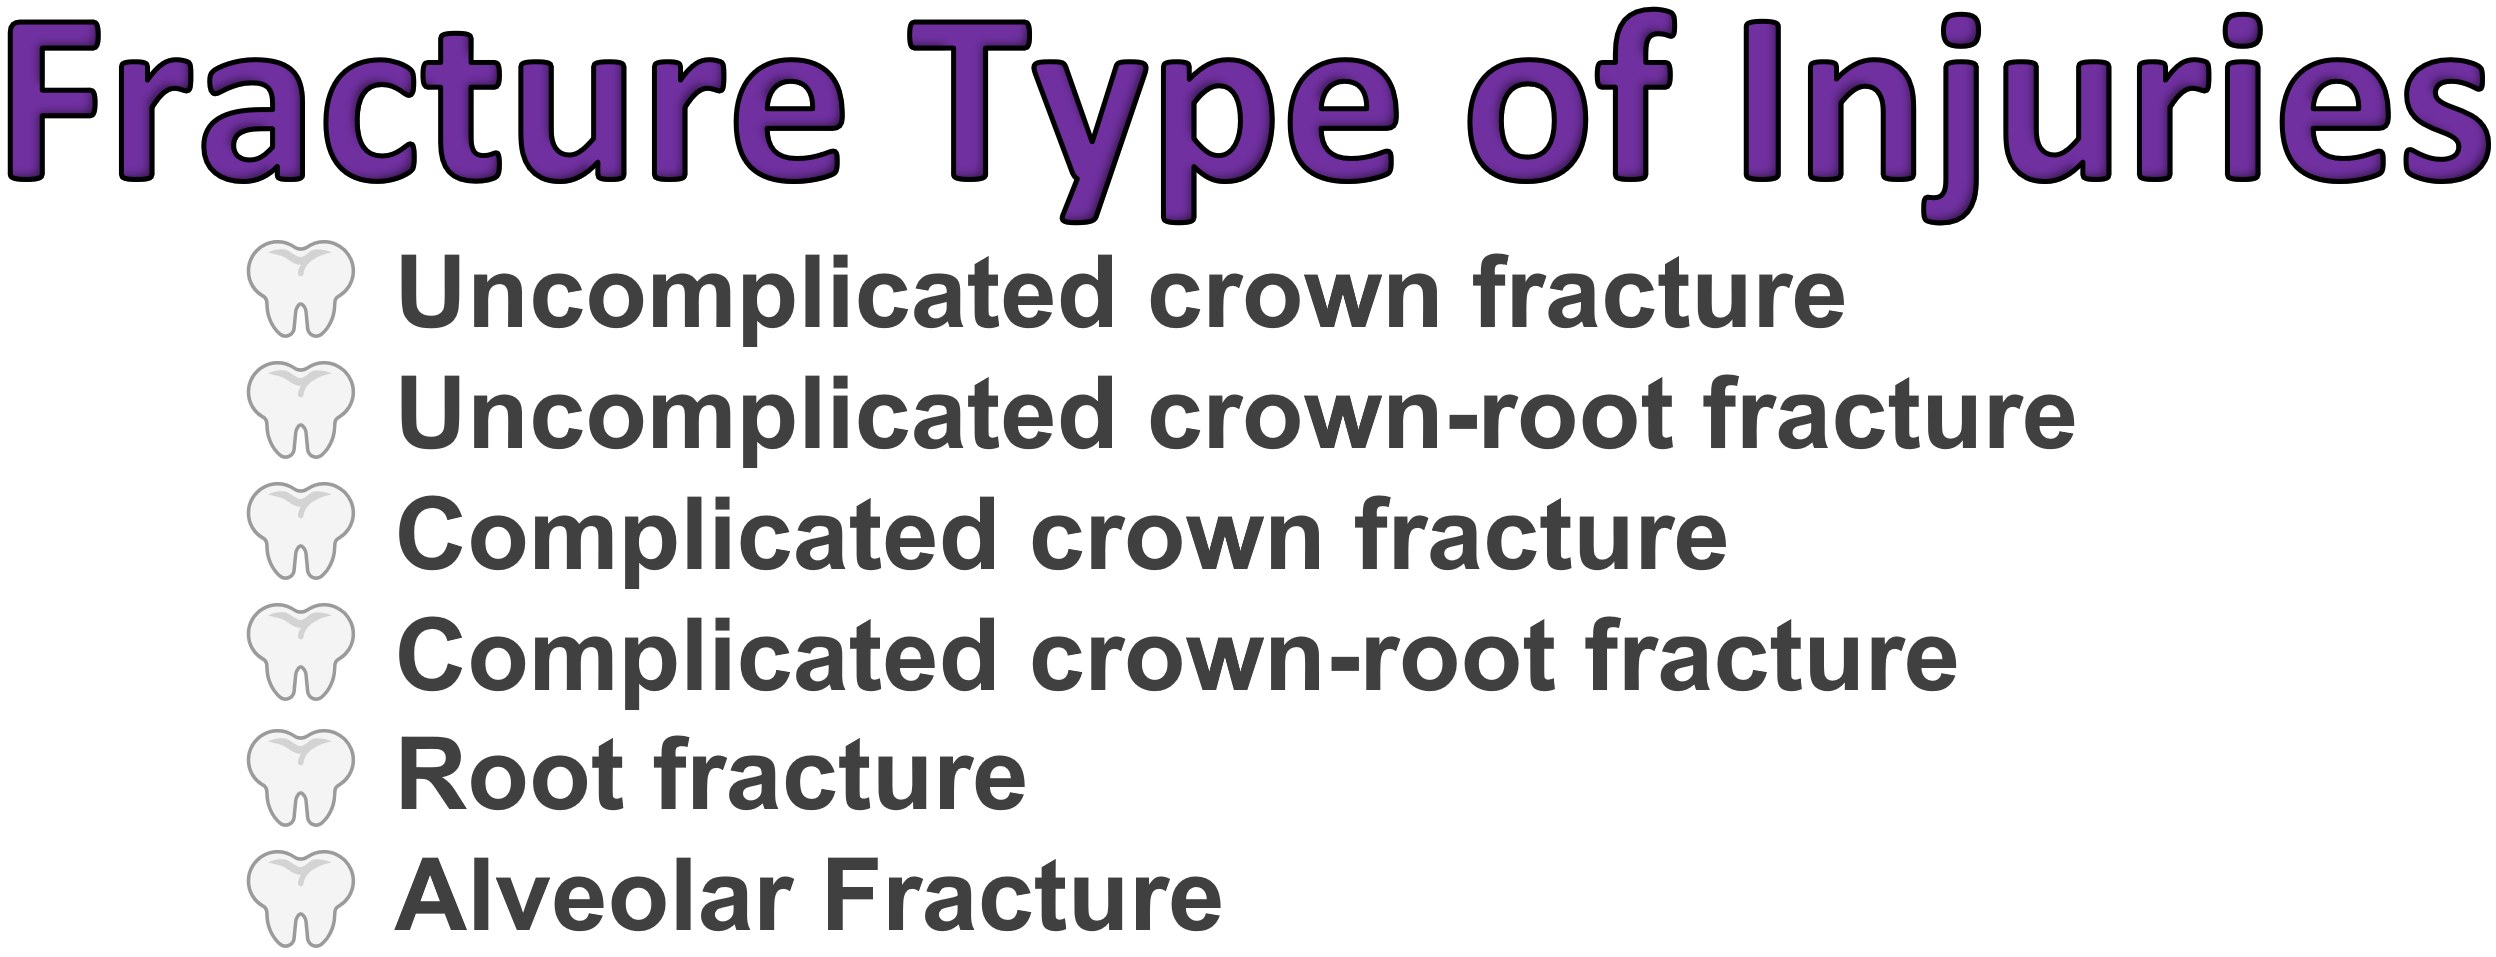 Fracture Type of Injuries
Uncomplicated crown fracture
Uncomplicated crown-root fracture
Complicated crown fracture
Complicated crown-root fracture
Root fracture
Alveolar Fracture